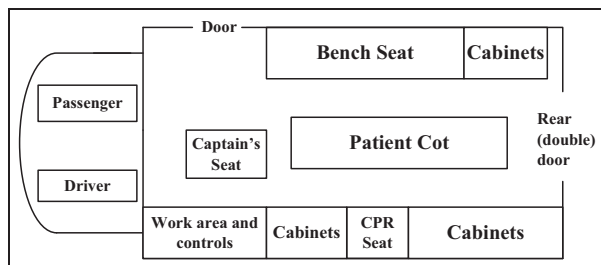 Door
Bench Seat
Cabinets
Passenger
Captain's
Seat
Patient Cot
Rear
(double)
door
Driver
Work area and
controls
Cabinets
CPR
Seat
Cabinets